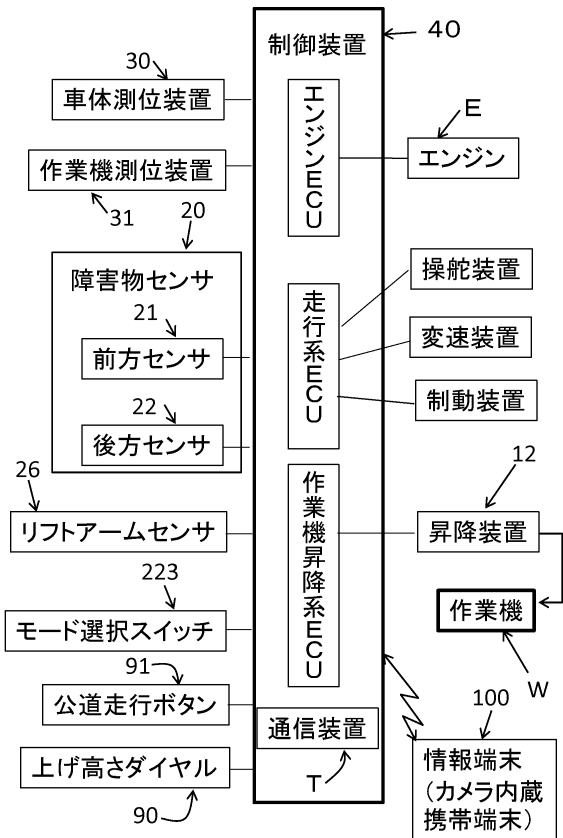 制御装置
40
30
車体測位装置
作業機測位装置
31
20
障害物センサ
21
前方センサ
22
後方センサ
26
リフトアームセンサ
223
モード選択スイッチ
91
公道走行ボタン
上げ高さダイヤル
90
エンジンECU
走行系ECU
作業機昇降系ECU
通信装置
T
E
エンジン
操舵装置
変速装置
制動装置
12
昇降装置
作業機
W
100
情報端末
(カメラ内蔵
携帯端末)